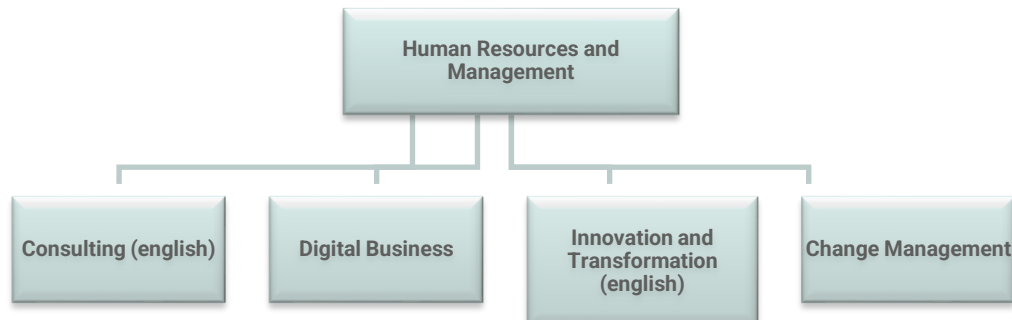 Human Resources and
Management
Consulting (english)
Digital Business
Innovation and
Transformation
(english)
Change Management